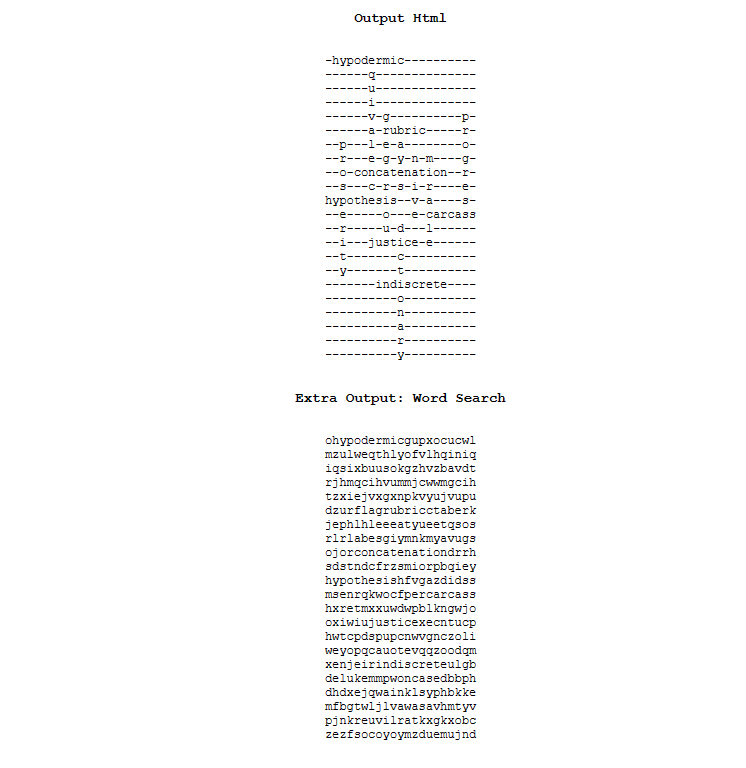 Output Html
-hypodermic----------
------q--------------
------u--------------
------i--------------
------v-g----------p-
------a-rubric-----r-
--p---l-e-a--------o-
--r---e-g-y-n-m----g-
--o-concatenation--r-
--s---c-r-s-i-r----e-
hypothesis--v-a----s-
--e-----o---e-carcass
--r-----u-d---l------
--i---justice-e------
--t-------c----------
--y-------t----------
-------indiscrete----
----------o----------
----------n----------
----------a----------
----------r----------
----------y----------
Extra Output: Word Search
ohypodermicgupxocucwl
mzulweqthlyofvlhqiniq
iqsixbuusokgzhvzbavdt
rjhmqcihvummjcwwmgcih
tzxiejvxgxnpkvyujvupu
dzurflagrubricctaberk
jephlhleeeatyueetqsos
rlrlabesgiymnkmyavugs
ojorconcatenationdrrh
sdstndcfrzsmiorpbqiey
hypothesishfvgazdidss
msenrqkwocfpercarcass
hxretmxxuwdwpblkngwjo
oxiwiujusticexecntucp
hwtcpdspupcnwvgnczoli
weyopqcauotevqqzoodqm
xenjeirindiscreteulgb
delukemmpwoncasedbbph
dhdxejqwainklsyphbkke
mfbgtwljlvawasavhmtyv
pjnkreuvilratkxgkxobc
zezfsocoyoymzduemujnd